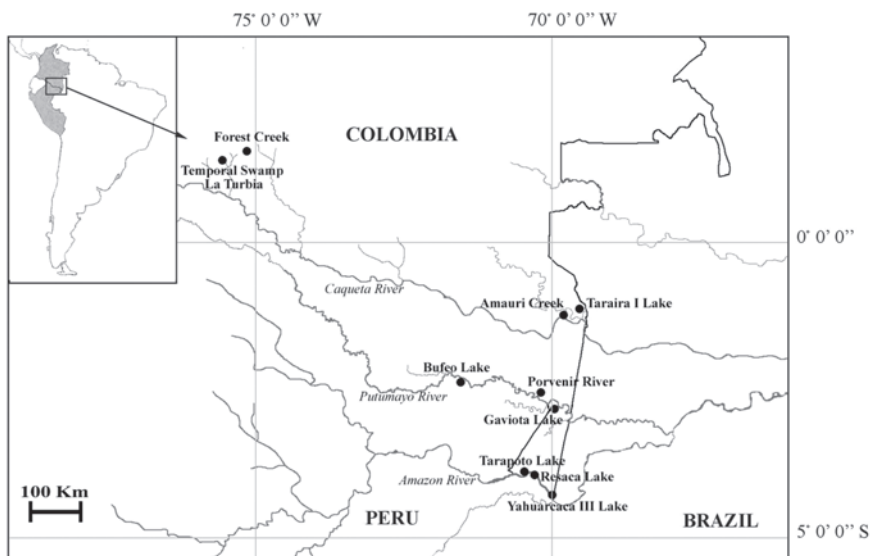 75° 0' 0'' W
70° 0' 0'' W
Forest Creek
COLOMBIA
Temporal Swamp
La Turbia
0° 0' 0''
Caqueta River
Amauri Creek
Taraira I Lake
Bufeo Lake
Porvenir River
Putumayo River
Gaviota Lake
Tarapoto Lake
Resaca Lake
Amazon River
100 Km
Yahuarcaca III Lake
PERU
BRAZIL
5° 0' 0'' S